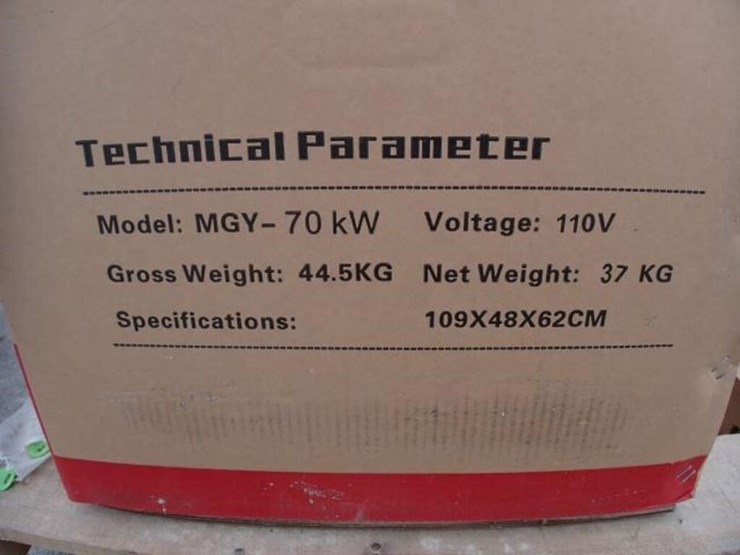 Technical Parameter
Model: MGY-70 kW Voltage: 110V
Gross Weight: 44.5KG Net Weight: 37 KG
Specifications: 109X48X62CM